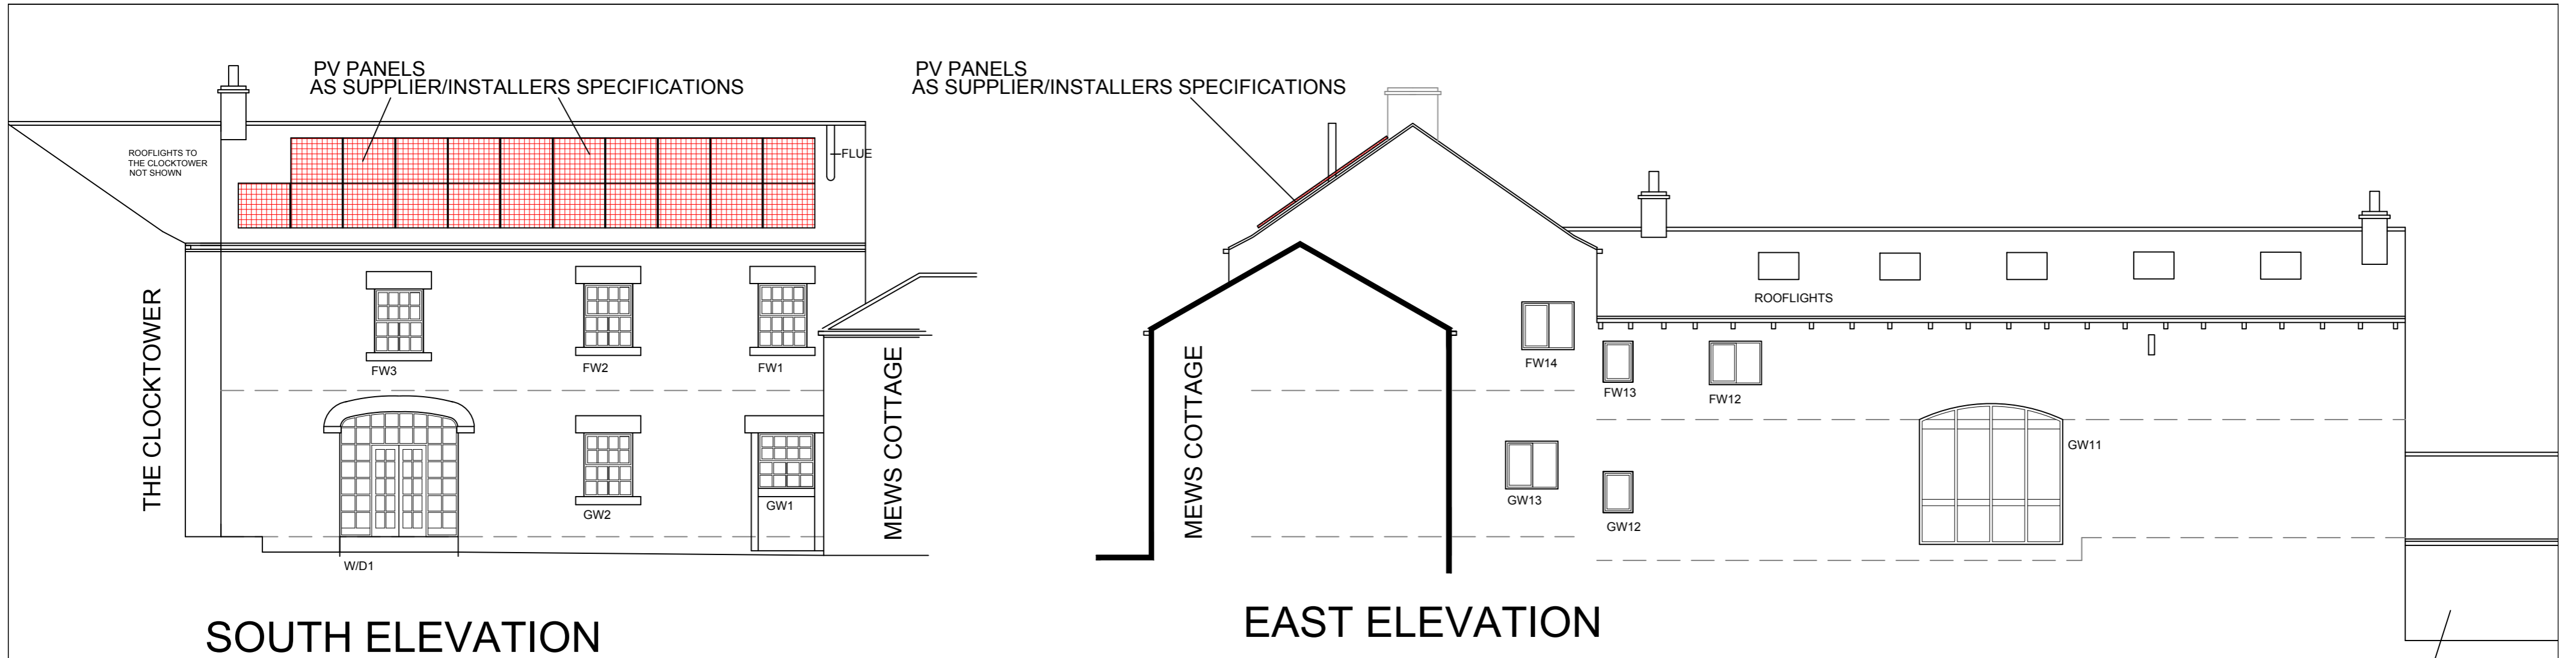 PV PANELS
AS SUPPLIER/INSTALLERS SPECIFICATIONS
ROOFLIGHTS TO
THE CLOCKTOWER
NOT SHOWN
FLUE
THE CLOCKTOWER
FW3
FW2
FW1
MEWS COTTAGE
GW2
GW1
W/D1
SOUTH ELEVATION
PV PANELS
AS SUPPLIER/INSTALLERS SPECIFICATIONS
ROOFLIGHTS
MEWS COTTAGE
FW14
FW13
FW12
GW11
GW13
GW12
EAST ELEVATION